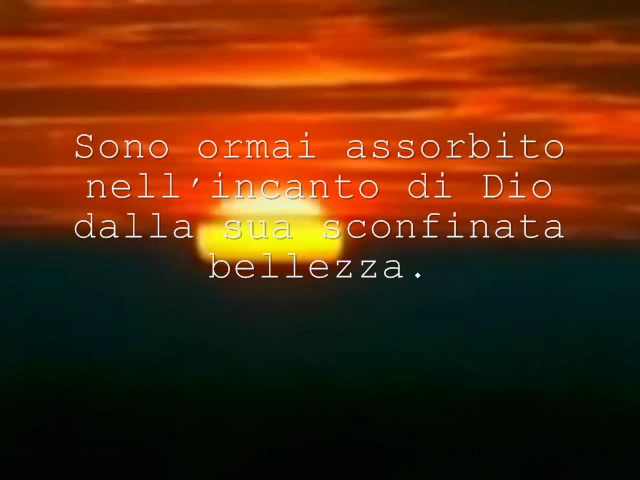 Sono ormai assorbito
nell'incanto di Dio
dalla sua sconfinata
bellezza.